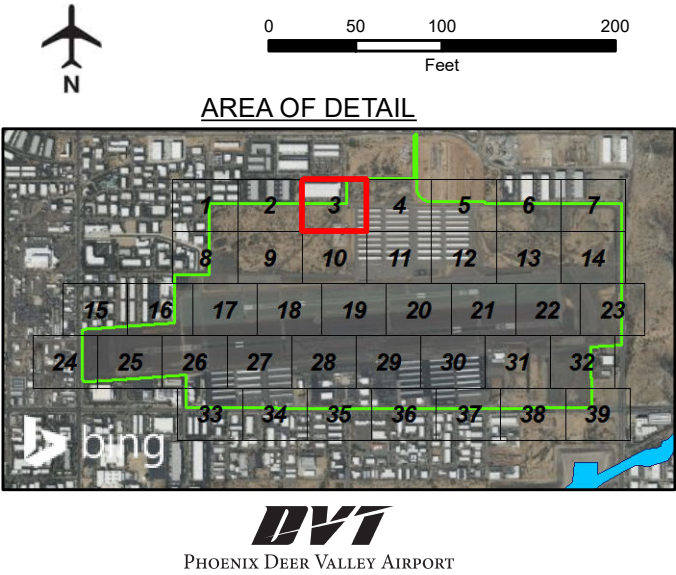 0 50 100 200
Feet
N
AREA OF DETAIL
1 2 3 4 5 6 7
8 9 10 11 12 13 14
15 16 17 18 19 20 21 22 23
24 25 26 27 28 29 30 31 32
33 34 35 36 37 38 39
bing
DVT
PHOENIX DEER VALLEY AIRPORT